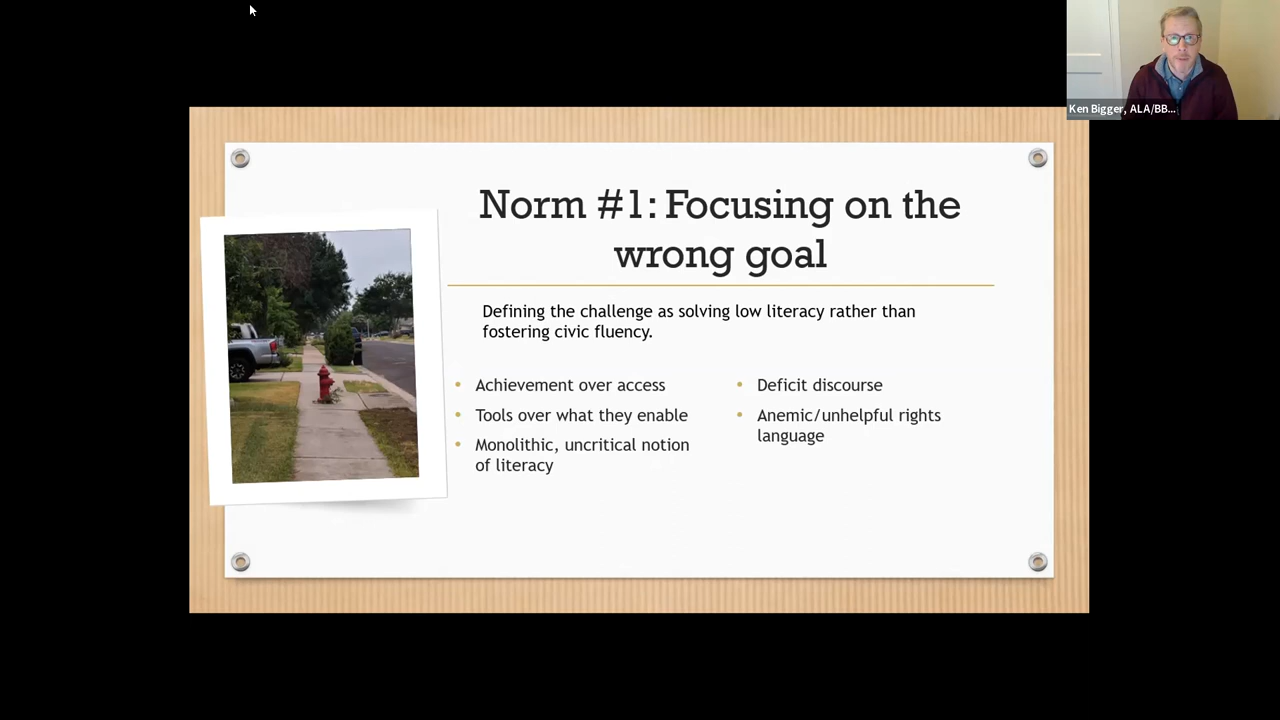 Ken Bigger, ALA/BB...
Norm #1: Focusing on the
wrong goal
Defining the challenge as solving low literacy rather than
fostering civic fluency.
• Achievement over access
• Tools over what they enable
• Monolithic, uncritical notion
of literacy
• Deficit discourse
• Anemic/unhelpful rights
language